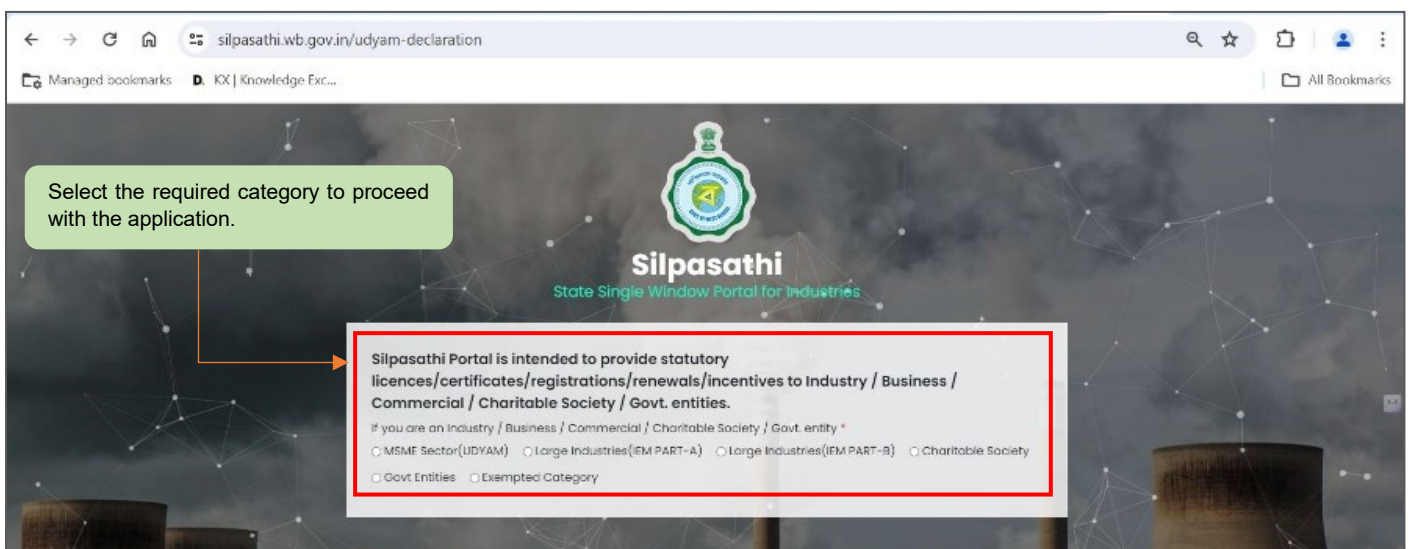 silpasathi.wb.gov.in/udyam-declaration
Managed bookmarks D. KX | Knowledge Exc... All Bookmarks
Select the required category to proceed
with the application.
Silpasathi
State Single Window Portal for Industries
Silpasathi Portal is intended to provide statutory
licences/certificates/registrations/renewals/incentives to Industry / Business /
Commercial / Charitable Society / Govt. entities.
If you are an Industry / Business / Commercial / Charitable Society / Govt. entity *
MSME Sector(UDYAM) Large Industries(IEM PART-A) Large Industries(IEM PART-B) Charitable Society
Govt Entities Exempted Category